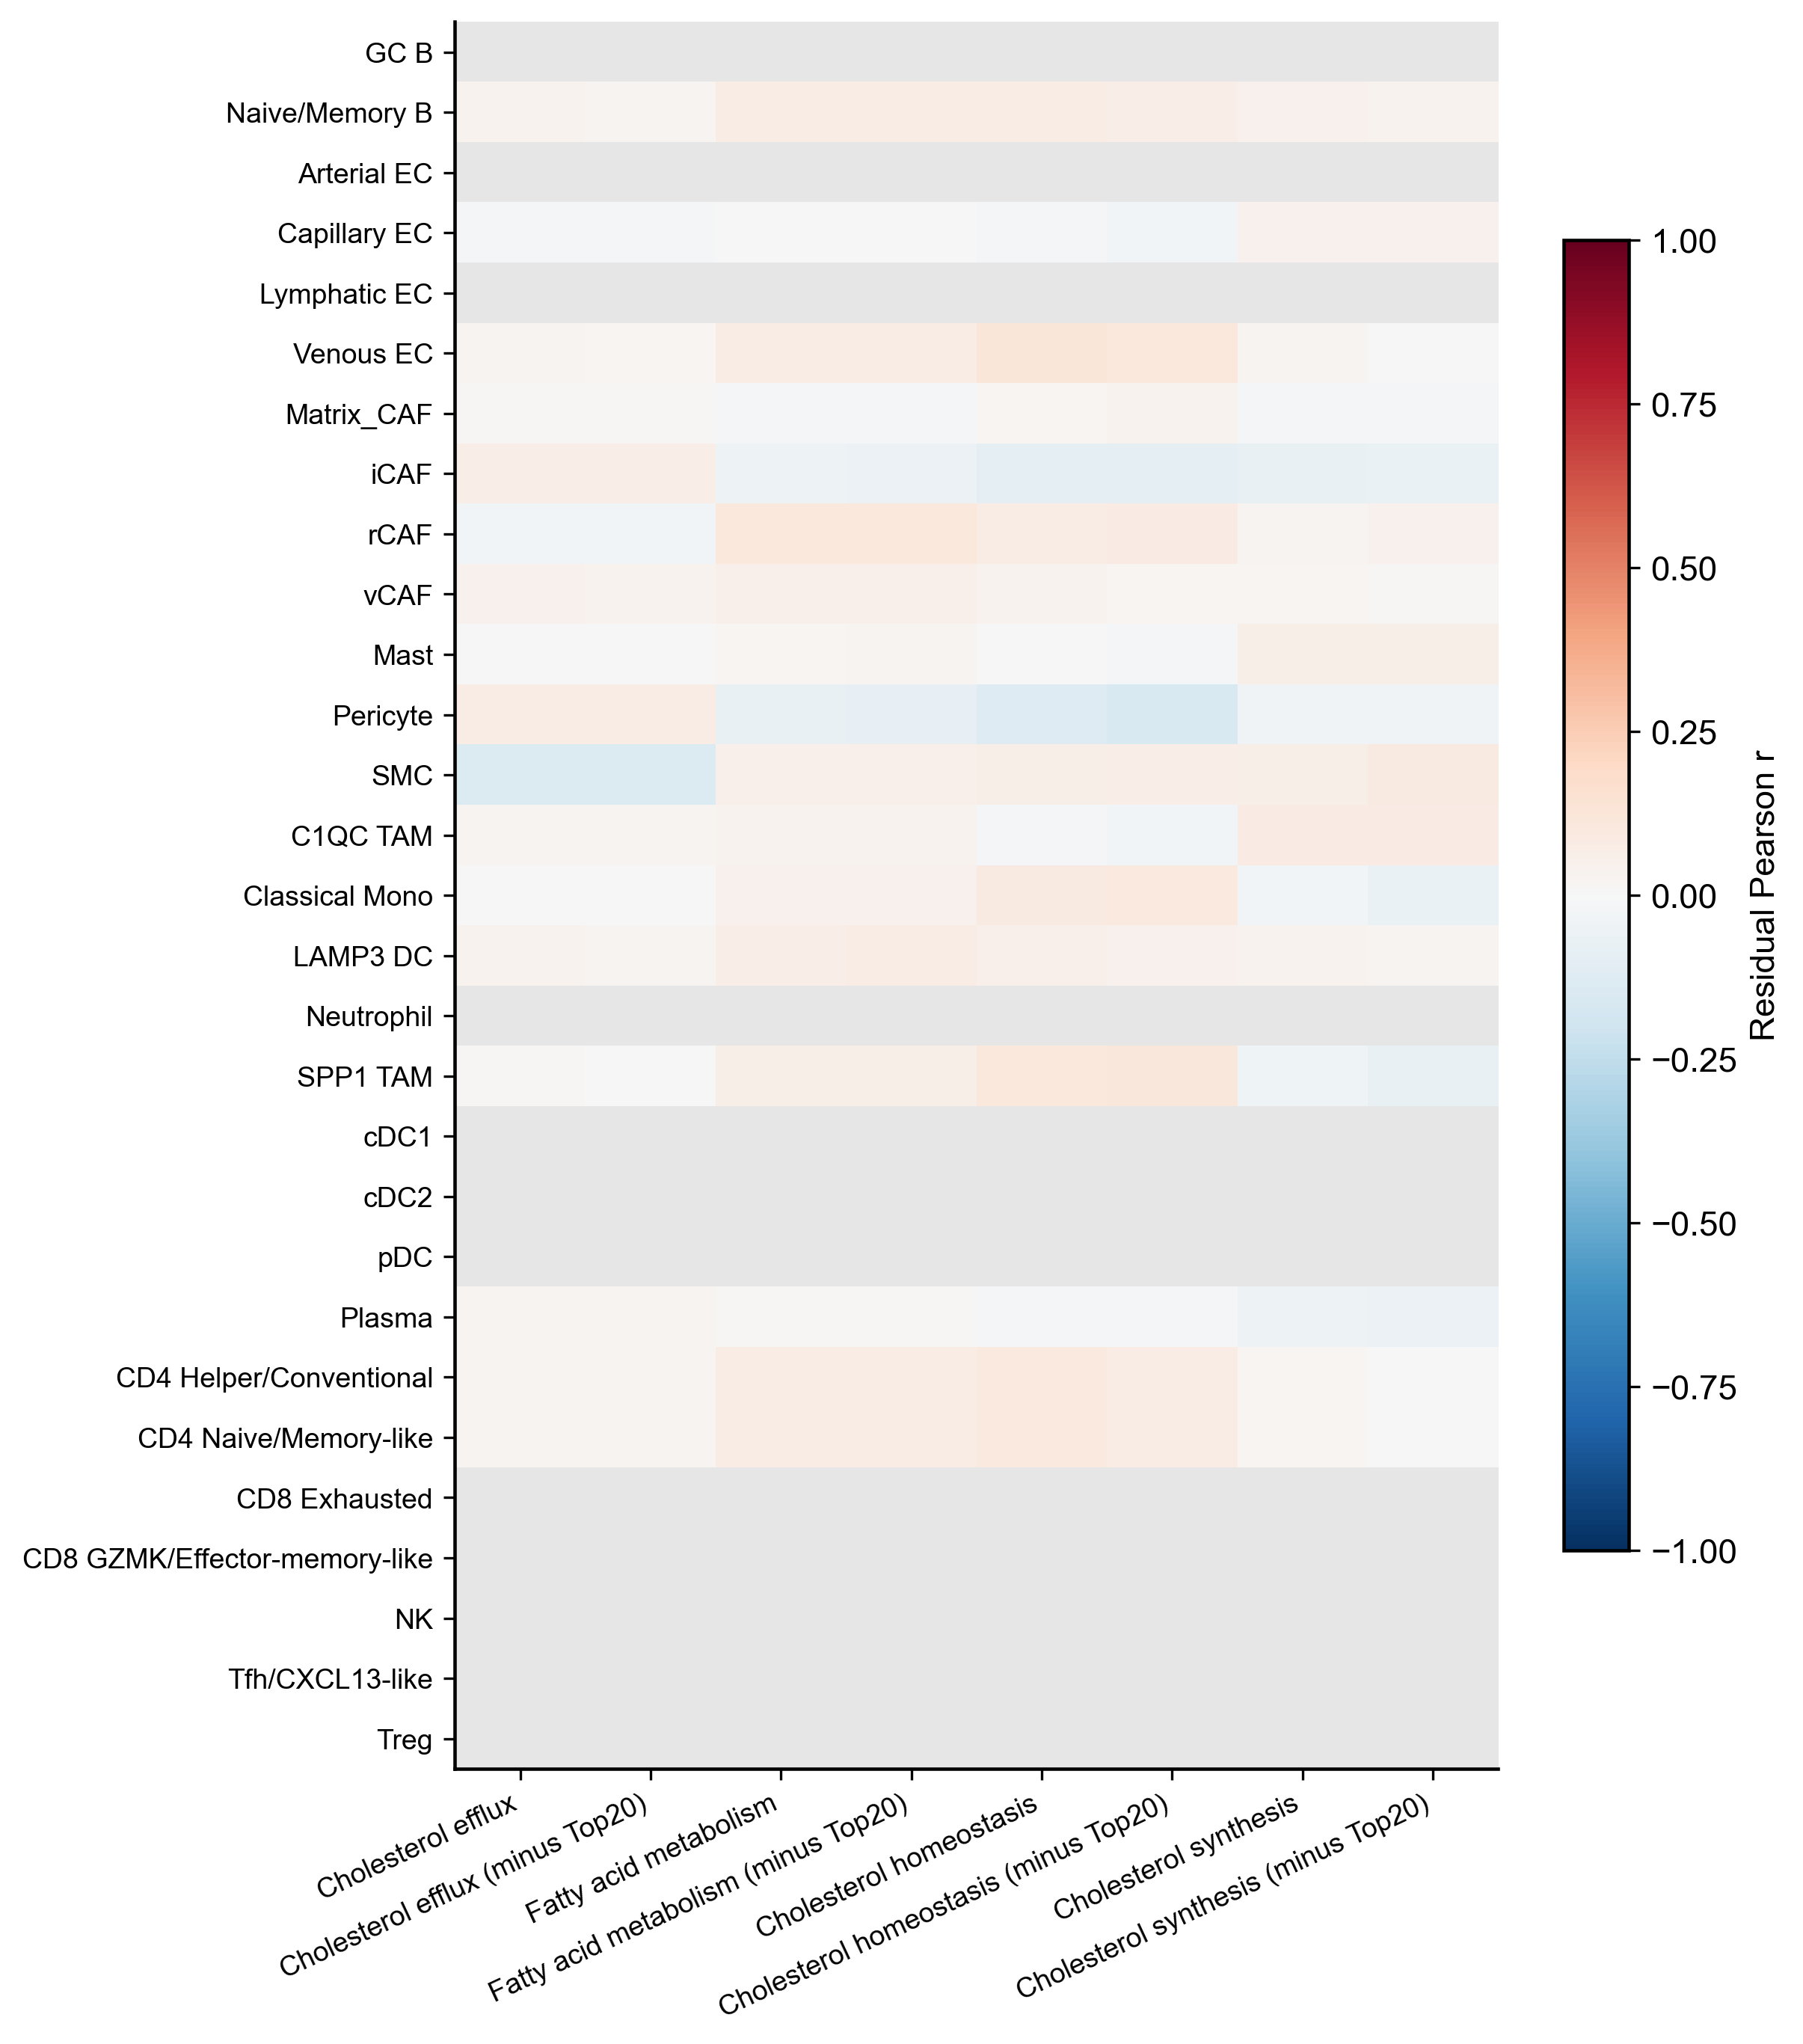 GC B
Naive/Memory B
Arterial EC
Capillary EC
Lymphatic EC
Venous EC
Matrix_CAF
iCAF
rCAF
vCAF
Mast
Pericyte
SMC
C1QC TAM
Classical Mono
LAMP3 DC
Neutrophil
SPP1 TAM
cDC1
cDC2
pDC
Plasma
CD4 Helper/Conventional
CD4 Naive/Memory-like
CD8 Exhausted
CD8 GZMK/Effector-memory-like
NK
Tfh/CXCL13-like
Treg
Cholesterol efflux
Cholesterol efflux (minus Top20)
Fatty acid metabolism
Fatty acid metabolism (minus Top20)
Cholesterol homeostasis
Cholesterol homeostasis (minus Top20)
Cholesterol synthesis
Cholesterol synthesis (minus Top20)
1.00
0.75
0.50
0.25
0.00
−0.25
−0.50
−0.75
−1.00
Residual Pearson r